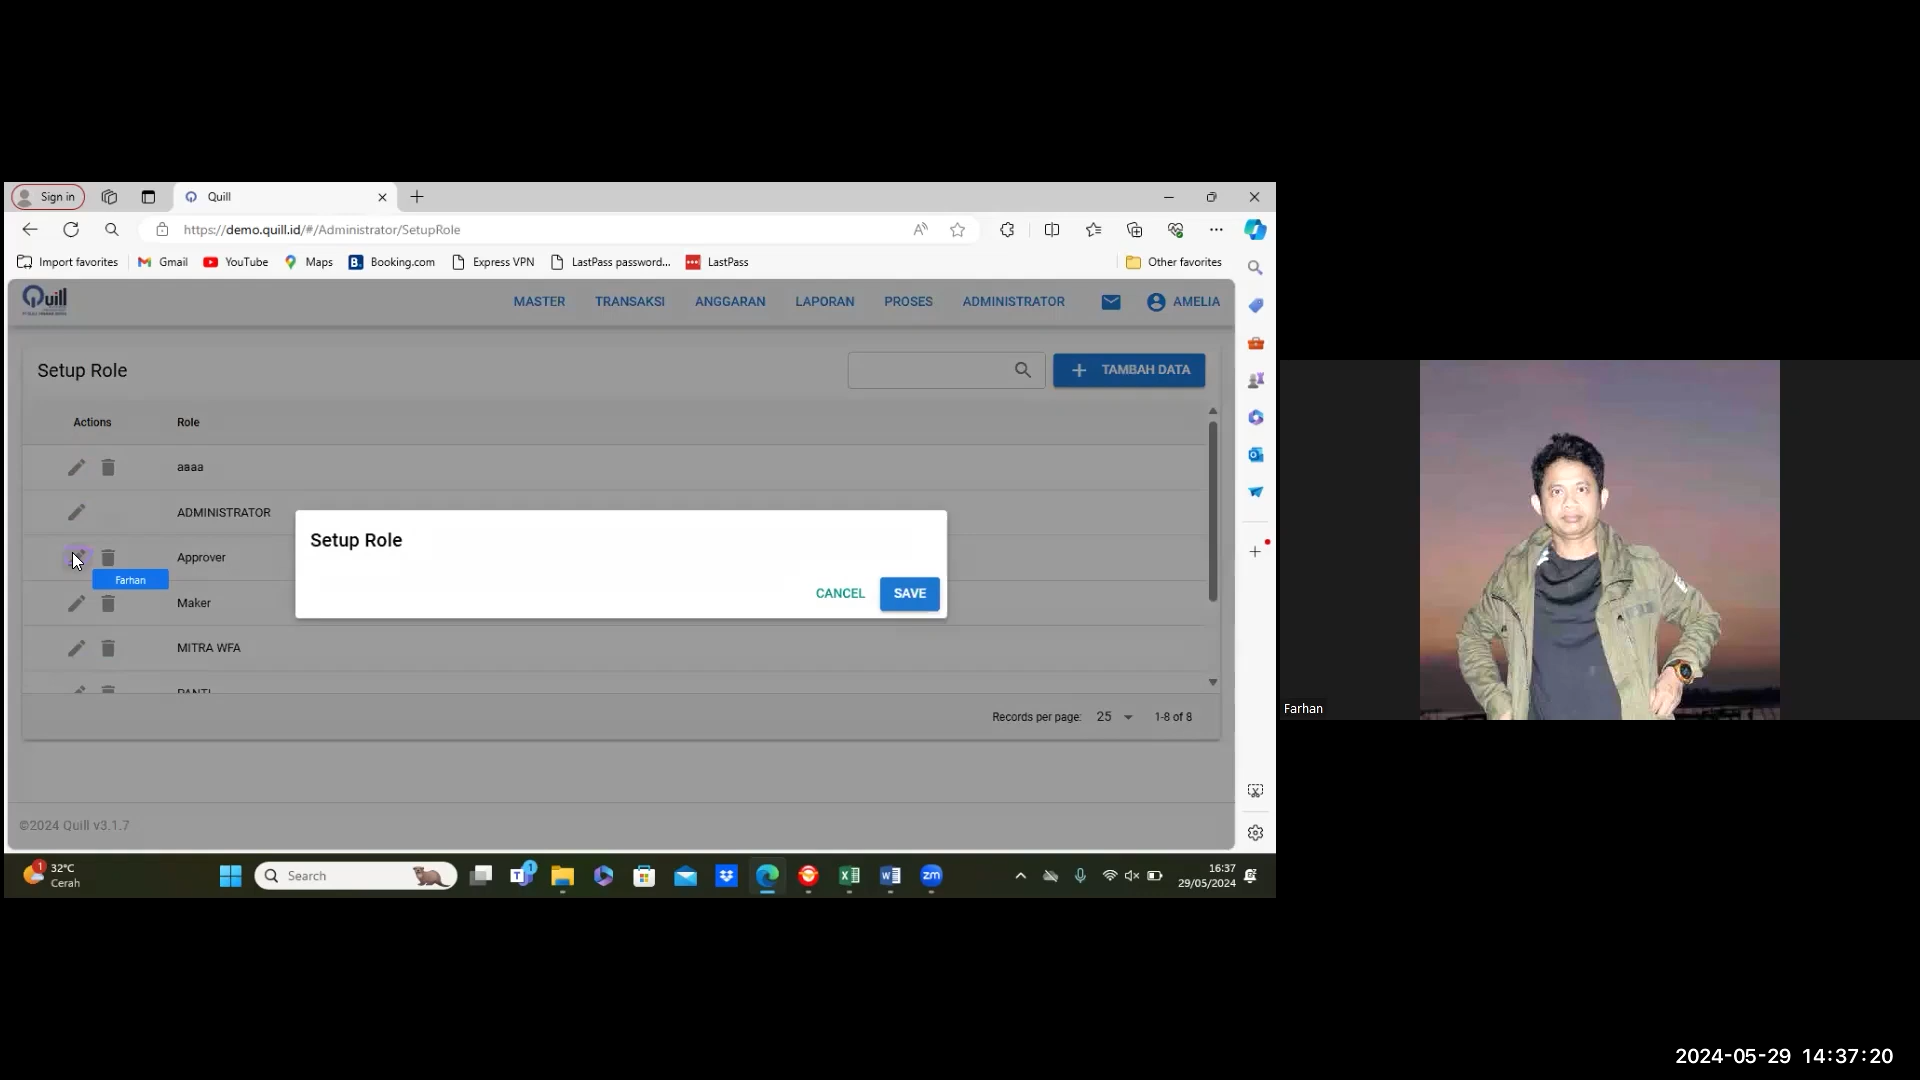 Sign in
Quill
https://demo.quill.id/#/Administrator/SetupRole
Import favorites
Gmail
YouTube
Maps
B. Booking.com
Express VPN
LastPass password...
LastPass
Other favorites
Quill
MASTER
TRANSAKSI
ANGGARAN
LAPORAN
PROSES
ADMINISTRATOR
AMELIA
Setup Role
TAMBAH DATA
Actions
Role
aaaa
ADMINISTRATOR
Setup Role
Approver
Farhan
CANCEL
SAVE
Maker
MITRA WFA
PANTI
Records per page: 25
1-8 of 8
Farhan
©2024 Quill v3.1.7
1
32°C
Cerah
Search
1
zm
16:37
29/05/2024
2024-05-29 14:37:20